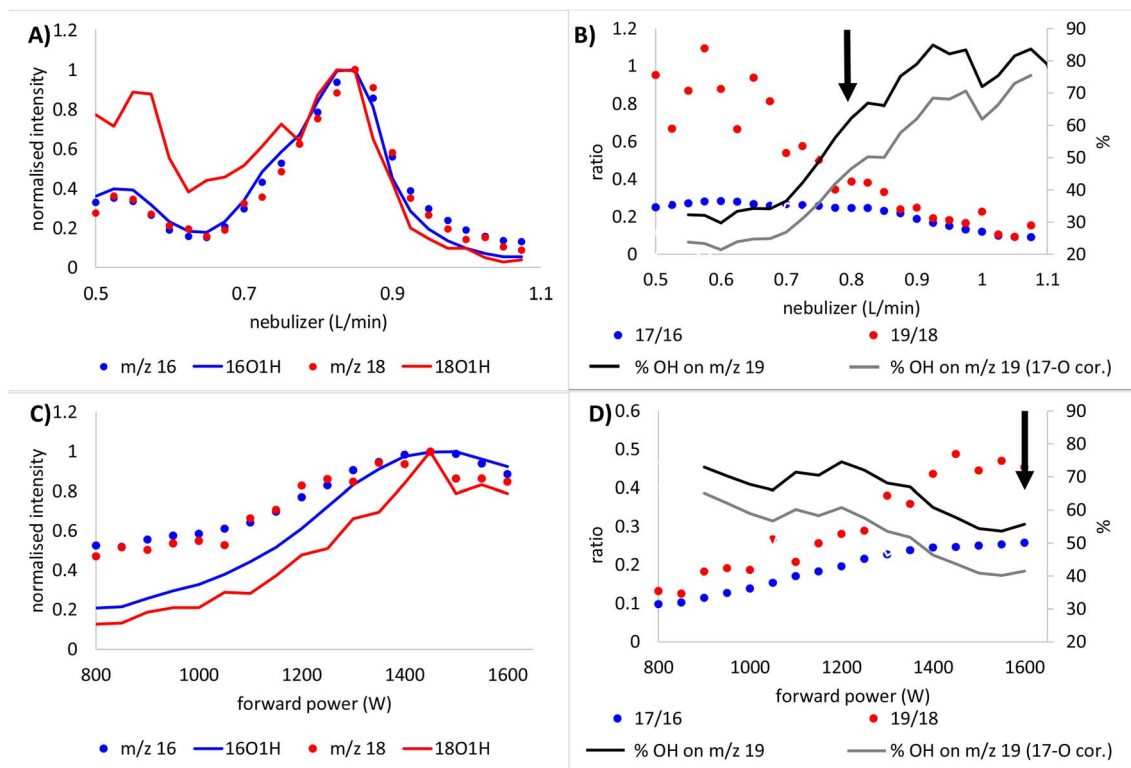 A)
normalised intensity
1.2
1
0.8
0.6
0.4
0.2
0
0.5 0.7 0.9 1.1
nebulizer (L/min)
m/z 16 16O1H m/z 18 18O1H
B)
ratio
1.2
1
0.8
0.6
0.4
0.2
0
90
80
70
60
50
40
30
20
%
0.5 0.6 0.7 0.8 0.9 1 1.1
nebulizer (L/min)
17/16 19/18
% OH on m/z 19 % OH on m/z 19 (17-O cor.)
C)
normalised intensity
1.2
1
0.8
0.6
0.4
0.2
0
800 1000 1200 1400 1600
forward power (W)
m/z 16 16O1H m/z 18 18O1H
D)
ratio
0.6
0.5
0.4
0.3
0.2
0.1
0
90
80
70
60
50
40
30
20
%
800 1000 1200 1400 1600
forward power (W)
17/16 19/18
% OH on m/z 19 % OH on m/z 19 (17-O cor.)